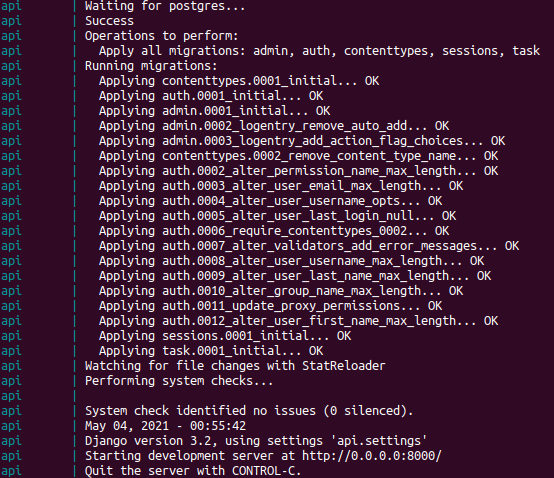 api | Waiting for postgres...
api | Success
api | Operations to perform:
api | Apply all migrations: admin, auth, contenttypes, sessions, task
api | Running migrations:
api | Applying contenttypes.0001_initial... OK
api | Applying auth.0001_initial... OK
api | Applying admin.0001_initial... OK
api | Applying admin.0002_logentry_remove_auto_add... OK
api | Applying admin.0003_logentry_add_action_flag_choices... OK
api | Applying contenttypes.0002_remove_content_type_name... OK
api | Applying auth.0002_alter_permission_name_max_length... OK
api | Applying auth.0003_alter_user_email_max_length... OK
api | Applying auth.0004_alter_user_username_opts... OK
api | Applying auth.0005_alter_user_last_login_null... OK
api | Applying auth.0006_require_contenttypes_0002... OK
api | Applying auth.0007_alter_validators_add_error_messages... OK
api | Applying auth.0008_alter_user_username_max_length... OK
api | Applying auth.0009_alter_user_last_name_max_length... OK
api | Applying auth.0010_alter_group_name_max_length... OK
api | Applying auth.0011_update_proxy_permissions... OK
api | Applying auth.0012_alter_user_first_name_max_length... OK
api | Applying sessions.0001_initial... OK
api | Applying task.0001_initial... OK
api | Watching for file changes with StatReloader
api | Performing system checks...
api |
api | System check identified no issues (0 silenced).
api | May 04, 2021 - 00:55:42
api | Django version 3.2, using settings 'api.settings'
api | Starting development server at http://0.0.0.0:8000/
api | Quit the server with CONTROL-C.